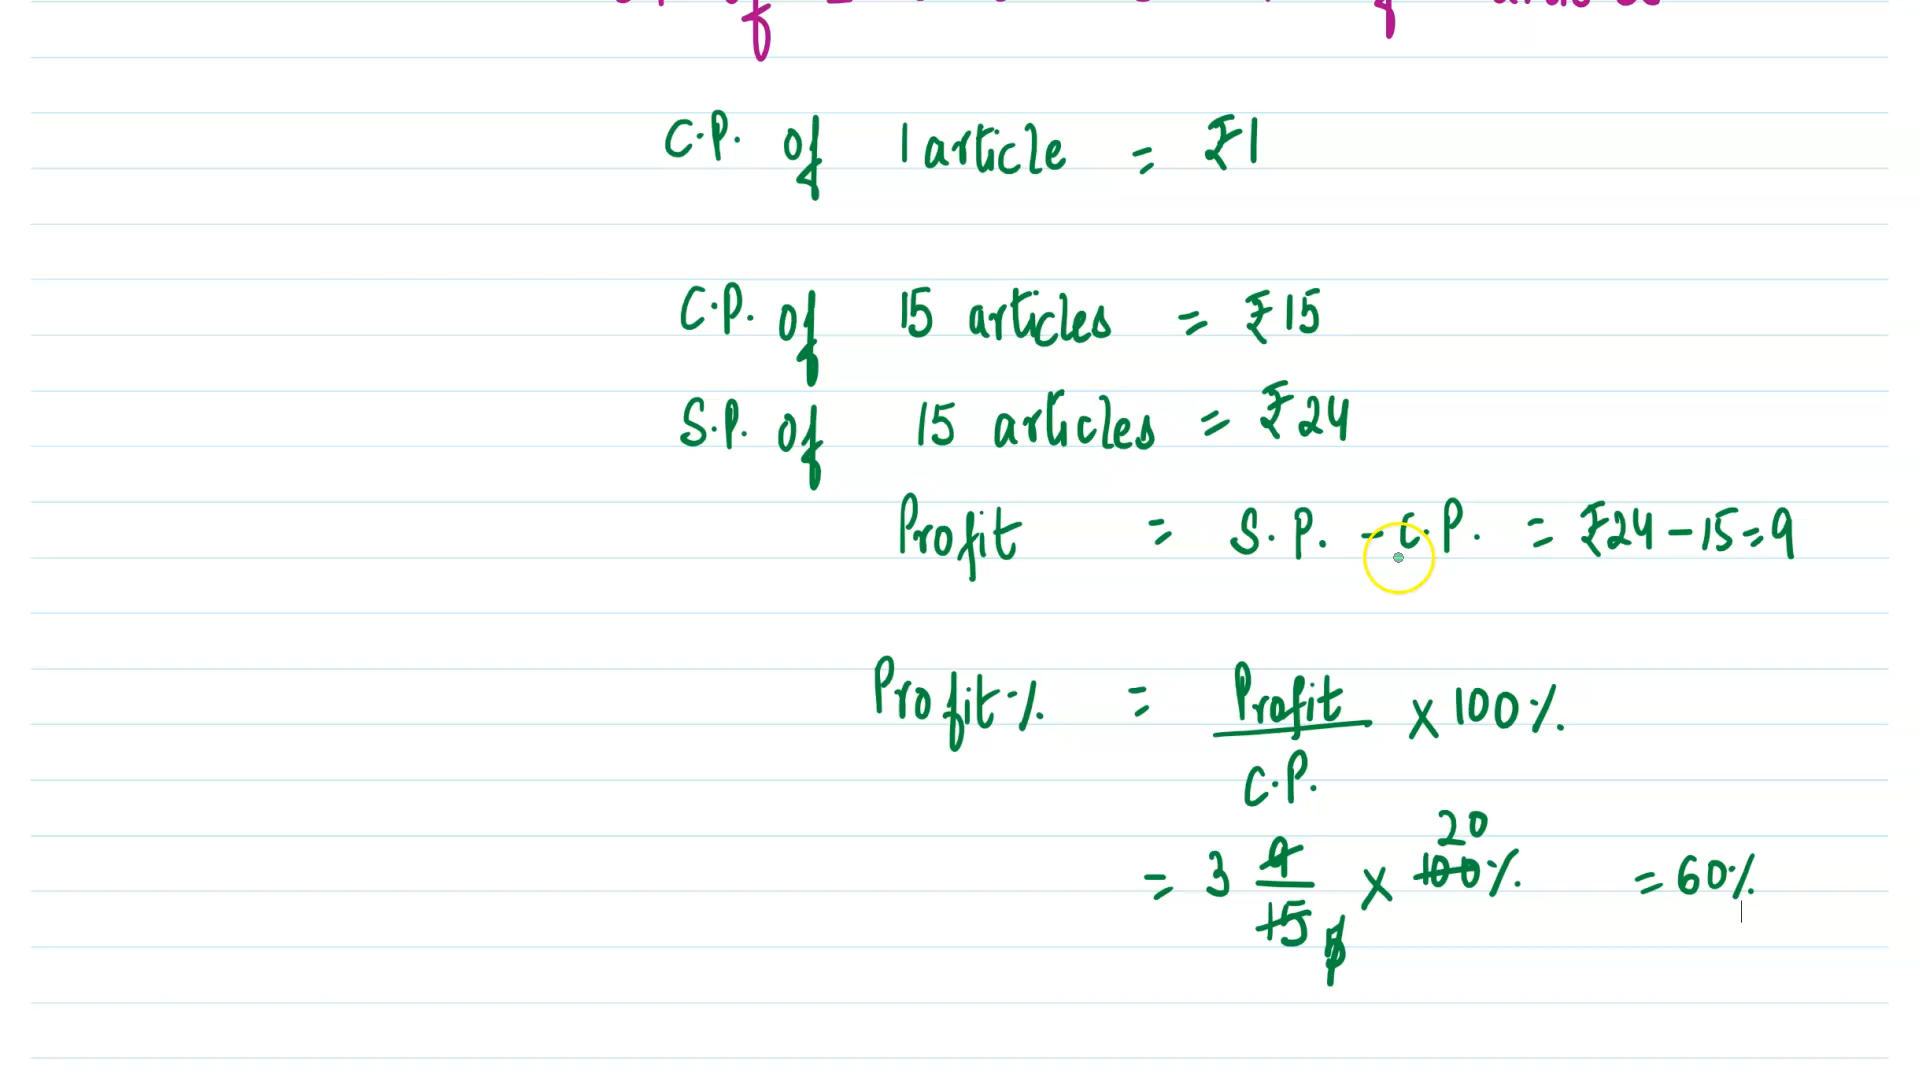 C.P. of 1 article = ₹1
C.P. of 15 articles = ₹15
S.P. of 15 articles = ₹24
Profit = S.P. - C.P. = ₹24 - 15 = 9
Profit % = Profit / C.P. × 100%
= 3 9/15 5 × 100% 20 = 60%